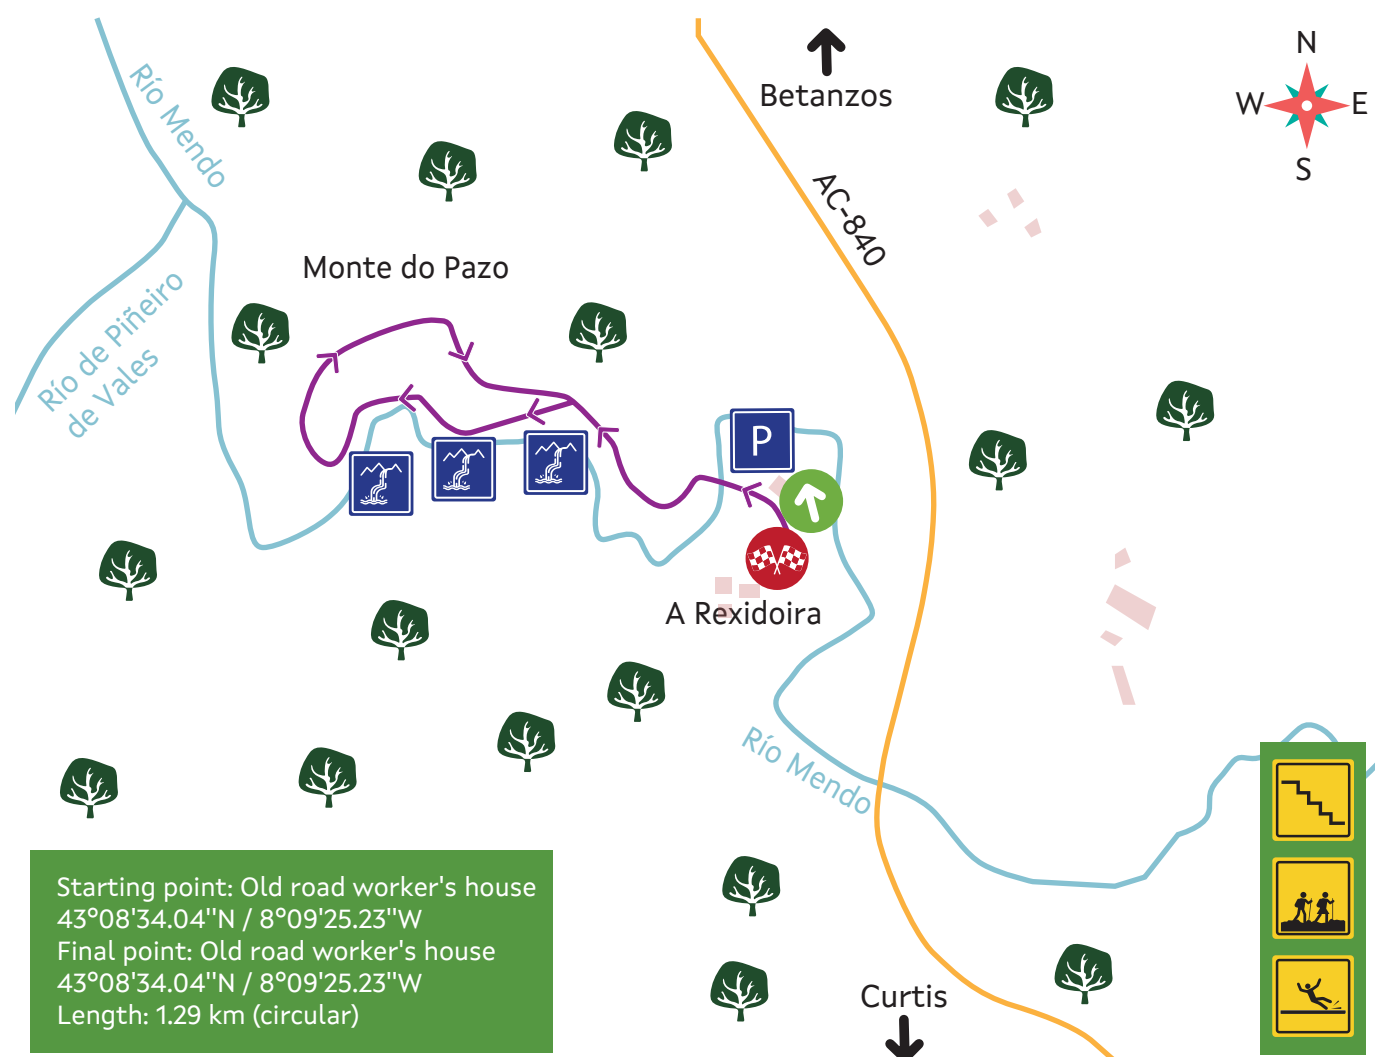 Betanzos
N
W
E
S
Río Mendo
AC-840
Monte do Pazo
Río de Piñeiro
de Vales
P
A Rexidoira
Río Mendo
Starting point: Old road worker's house
43°08'34.04"N / 8°09'25.23"W
Final point: Old road worker's house
43°08'34.04"N / 8°09'25.23"W
Length: 1.29 km (circular)
Curtis